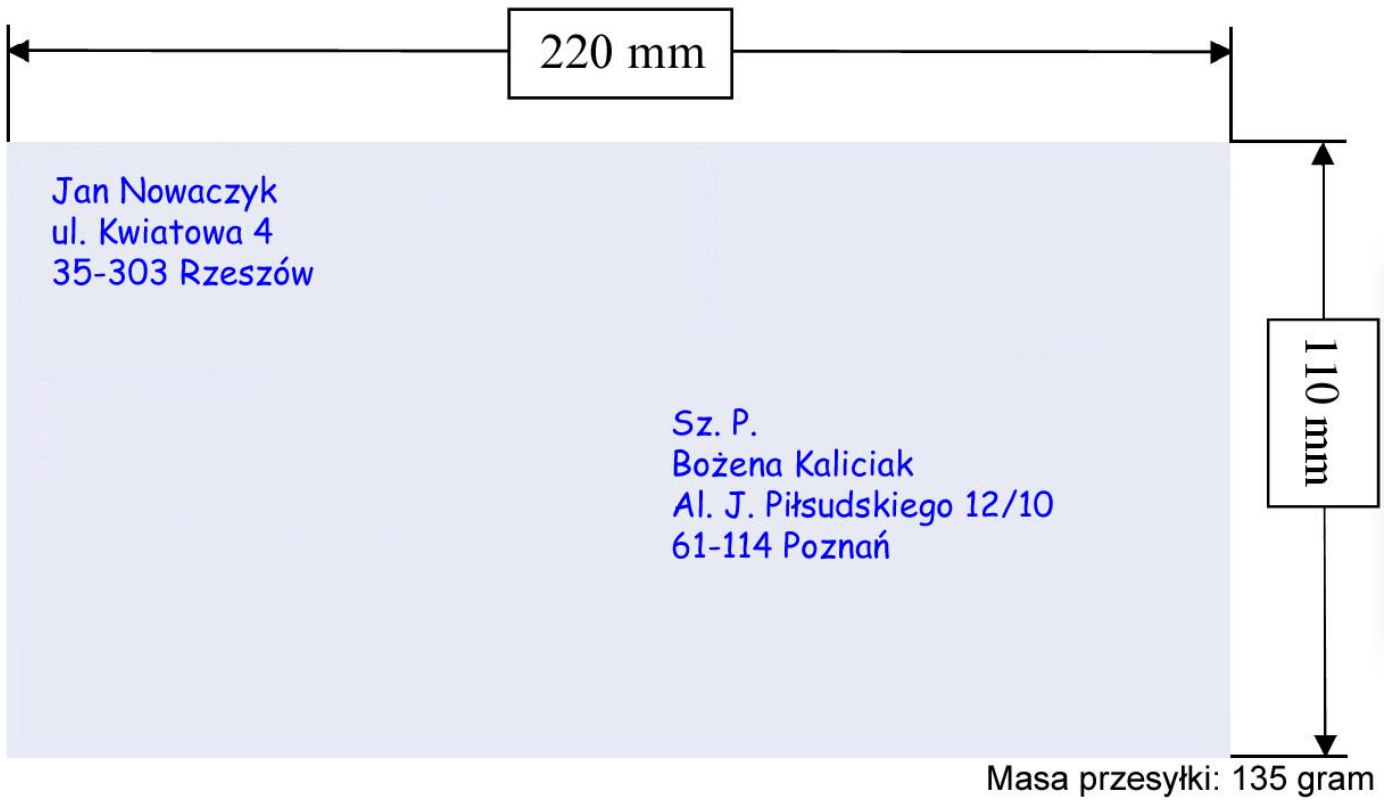 220 mm
Jan Nowaczyk
ul. Kwiatowa 4
35-303 Rzeszów
110 mm
Sz. P.
Bożena Kaliciak
Al. J. Piłsudskiego 12/10
61-114 Poznań
Masa przesyłki: 135 gram